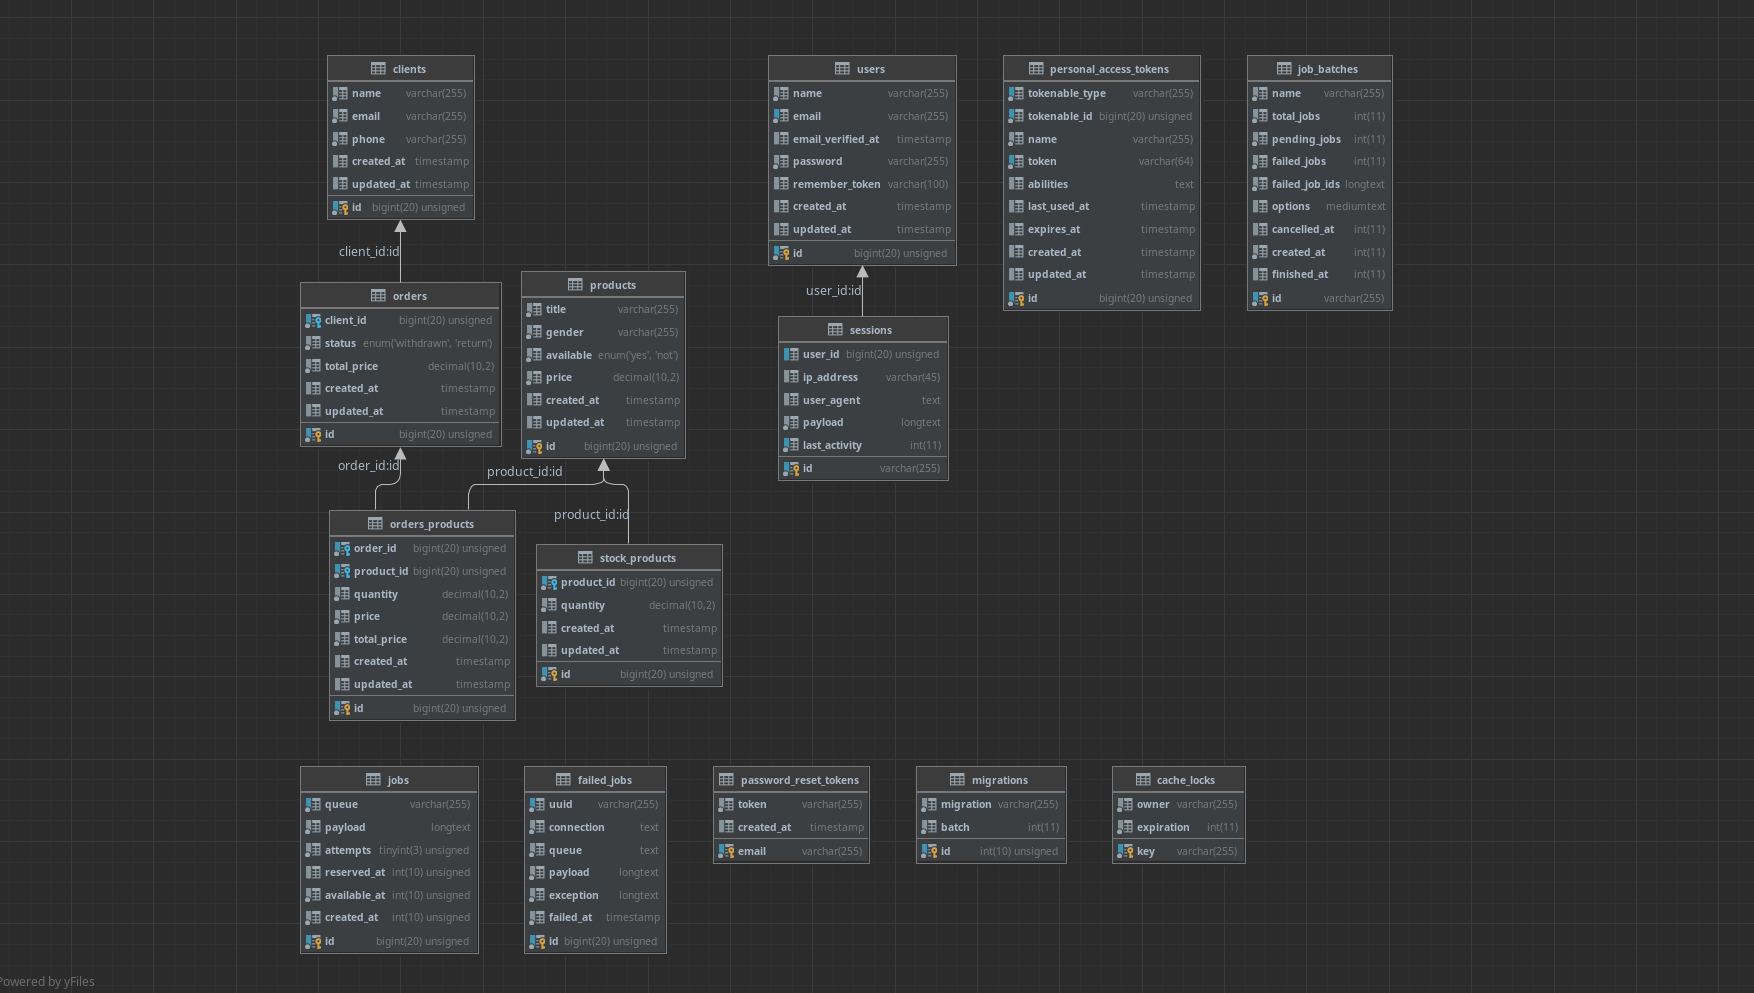 clients
name varchar(255)
email varchar(255)
phone varchar(255)
created_at timestamp
updated_at timestamp
id bigint(20) unsigned
client_id:id
orders
client_id bigint(20) unsigned
status enum('withdrawn', 'return')
total_price decimal(10,2)
created_at timestamp
updated_at timestamp
id bigint(20) unsigned
order_id:id
products
title varchar(255)
gender varchar(255)
available enum('yes', 'not')
price decimal(10,2)
created_at timestamp
updated_at timestamp
id bigint(20) unsigned
product_id:id
product_id:id
orders_products
order_id bigint(20) unsigned
product_id bigint(20) unsigned
quantity decimal(10,2)
price decimal(10,2)
total_price decimal(10,2)
created_at timestamp
updated_at timestamp
id bigint(20) unsigned
stock_products
product_id bigint(20) unsigned
quantity decimal(10,2)
created_at timestamp
updated_at timestamp
id bigint(20) unsigned
users
name varchar(255)
email varchar(255)
email_verified_at timestamp
password varchar(255)
remember_token varchar(100)
created_at timestamp
updated_at timestamp
id bigint(20) unsigned
user_id:id
sessions
user_id bigint(20) unsigned
ip_address varchar(45)
user_agent text
payload longtext
last_activity int(11)
id varchar(255)
personal_access_tokens
tokenable_type varchar(255)
tokenable_id bigint(20) unsigned
name varchar(255)
token varchar(64)
abilities text
last_used_at timestamp
expires_at timestamp
created_at timestamp
updated_at timestamp
id bigint(20) unsigned
job_batches
name varchar(255)
total_jobs int(11)
pending_jobs int(11)
failed_jobs int(11)
failed_job_ids longtext
options mediumtext
cancelled_at int(11)
created_at int(11)
finished_at int(11)
id varchar(255)
jobs
queue varchar(255)
payload longtext
attempts tinyint(3) unsigned
reserved_at int(10) unsigned
available_at int(10) unsigned
created_at int(10) unsigned
id bigint(20) unsigned
failed_jobs
uuid varchar(255)
connection text
queue text
payload longtext
exception longtext
failed_at timestamp
id bigint(20) unsigned
password_reset_tokens
token varchar(255)
created_at timestamp
email varchar(255)
migrations
migration varchar(255)
batch int(11)
id int(10) unsigned
cache_locks
owner varchar(255)
expiration int(11)
key varchar(255)
Powered by yFiles